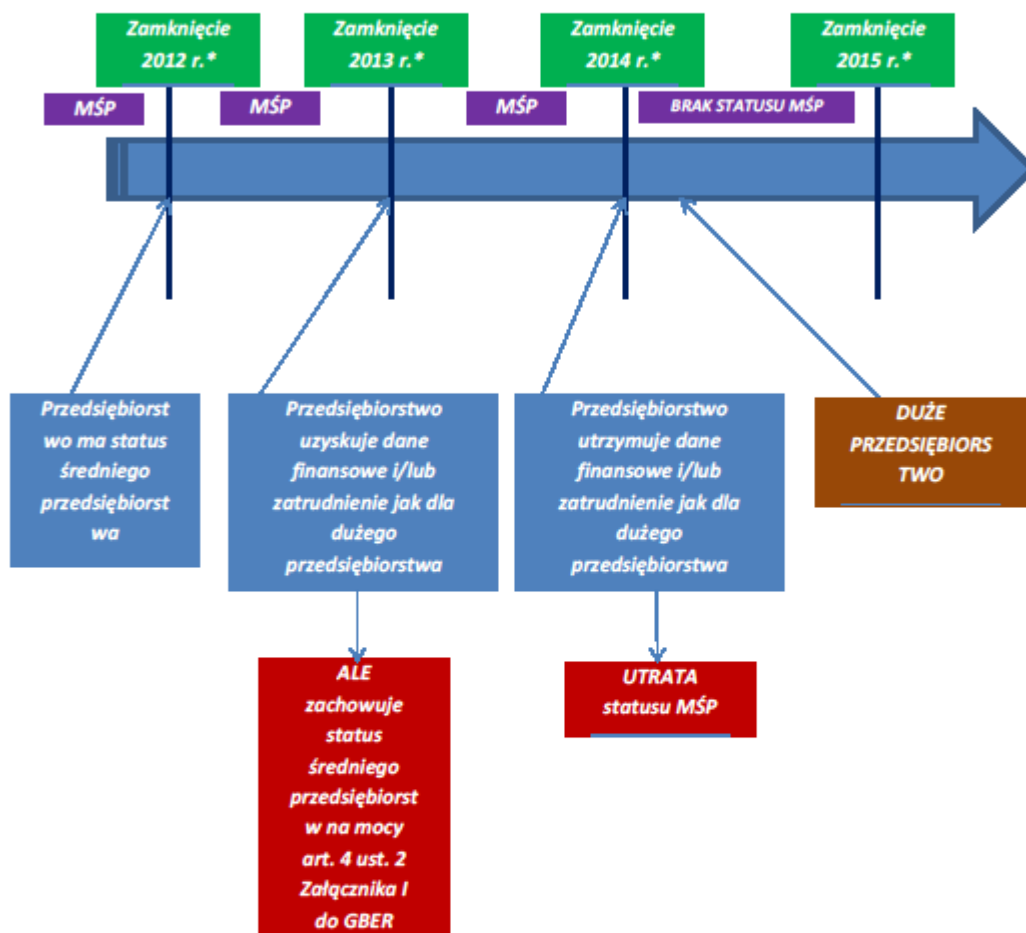 Zamknięcie
2012 r.*
Zamknięcie
2013 r.*
Zamknięcie
2014 r.*
Zamknięcie
2015 r.*
MŚP
MŚP
MŚP
BRAK STATUSU MŚP
Przedsiębiorst
wo ma status
średniego
przedsiębiorst
wa
Przedsiębiorstwo
uzyskuje dane
finansowe i/lub
zatrudnienie jak dla
dużego
przedsiębiorstwa
Przedsiębiorstwo
utrzymuje dane
finansowe i/lub
zatrudnienie jak dla
dużego
przedsiębiorstwa
DUŻE
PRZEDSIĘBIORS
TWO
ALE
zachowuje
status
średniego
przedsiębiorst
w na mocy
art. 4 ust. 2
Załącznika I
do GBER
UTRATA
statusu MŚP